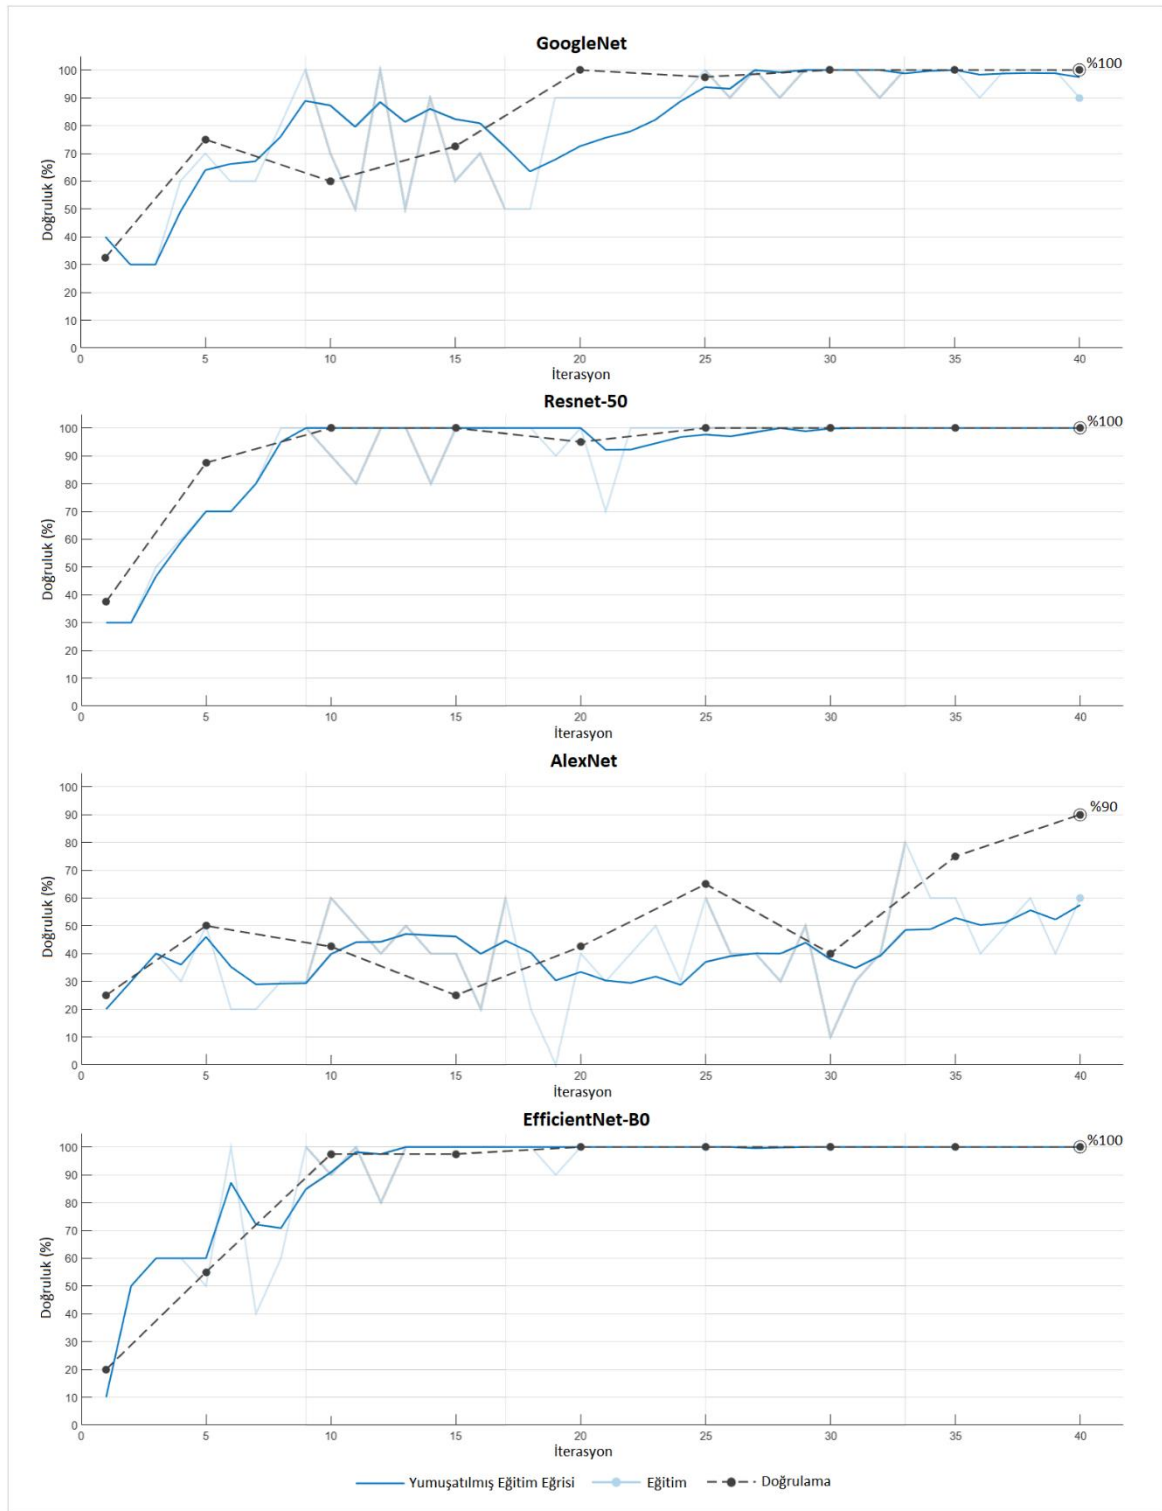 GoogleNet
%100
100
90
80
70
60
50
40
30
20
10
0
Doğruluk (%)
0 5 10 15 20 25 30 35 40
İterasyon
Resnet-50
%100
100
90
80
70
60
50
40
30
20
10
0
Doğruluk (%)
0 5 10 15 20 25 30 35 40
İterasyon
AlexNet
%90
100
90
80
70
60
50
40
30
20
10
0
Doğruluk (%)
0 5 10 15 20 25 30 35 40
İterasyon
EfficientNet-B0
%100
100
90
80
70
60
50
40
30
20
10
0
Doğruluk (%)
0 5 10 15 20 25 30 35 40
İterasyon
Yumuşatılmış Eğitim Eğrisi Eğitim Doğrulama